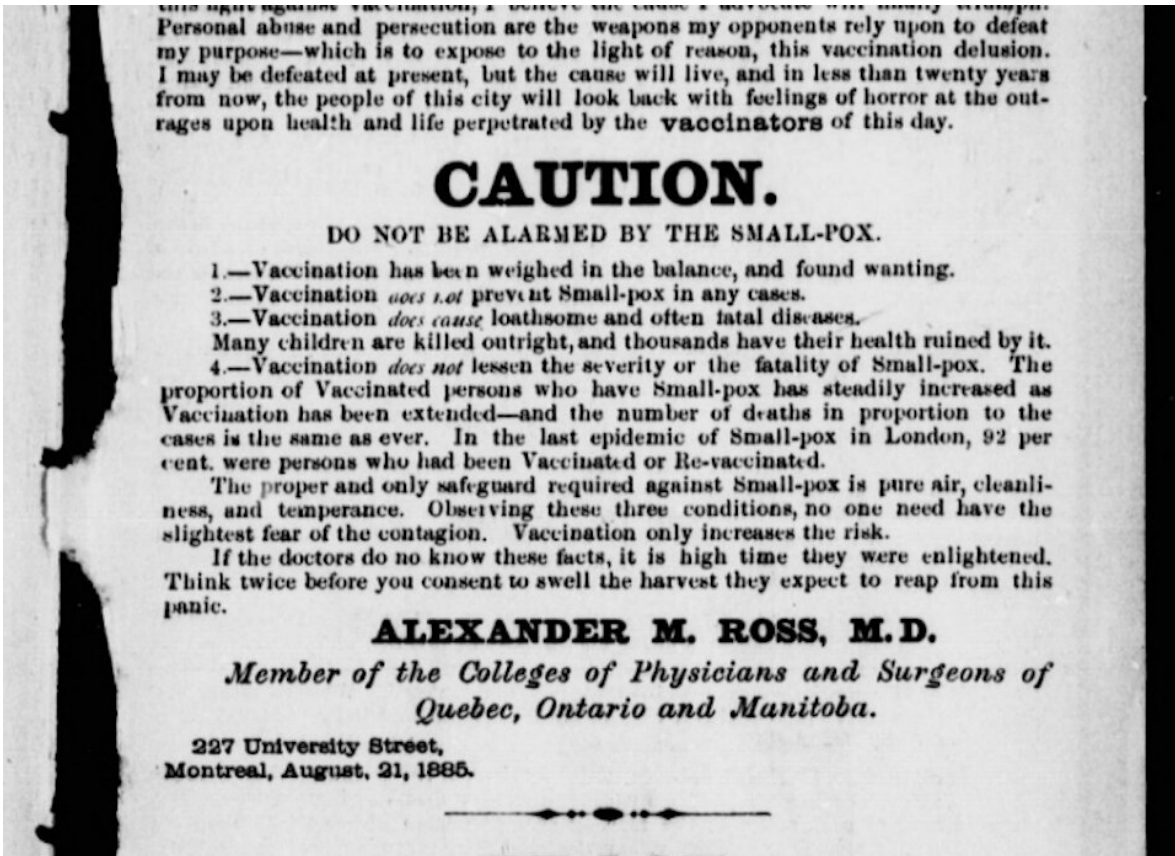 this fight against vaccination, I believe the cause I advocate will finally triumph.
Personal abuse and persecution are the weapons my opponents rely upon to defeat
my purpose—which is to expose to the light of reason, this vaccination delusion.
I may be defeated at present, but the cause will live, and in less than twenty years
from now, the people of this city will look back with feelings of horror at the out-
rages upon health and life perpetrated by the vaccinators of this day.
CAUTION.
DO NOT BE ALARMED BY THE SMALL-POX.
1.—Vaccination has been weighed in the balance, and found wanting.
2.—Vaccination does not prevent Small-pox in any cases.
3.—Vaccination does cause loathsome and often fatal diseases.
Many children are killed outright, and thousands have their health ruined by it.
4.—Vaccination does not lessen the severity or the fatality of Small-pox. The
proportion of Vaccinated persons who have Small-pox has steadily increased as
Vaccination has been extended—and the number of deaths in proportion to the
cases is the same as ever. In the last epidemic of Small-pox in London, 92 per
cent. were persons who had been Vaccinated or Re-vaccinated.
The proper and only safeguard required against Small-pox is pure air, cleanli-
ness, and temperance. Observing these three conditions, no one need have the
slightest fear of the contagion. Vaccination only increases the risk.
If the doctors do no know these facts, it is high time they were enlightened.
Think twice before you consent to swell the harvest they expect to reap from this
panic.
ALEXANDER M. ROSS, M.D.
Member of the Colleges of Physicians and Surgeons of
Quebec, Ontario and Manitoba.
227 University Street,
Montreal, August, 21, 1885.